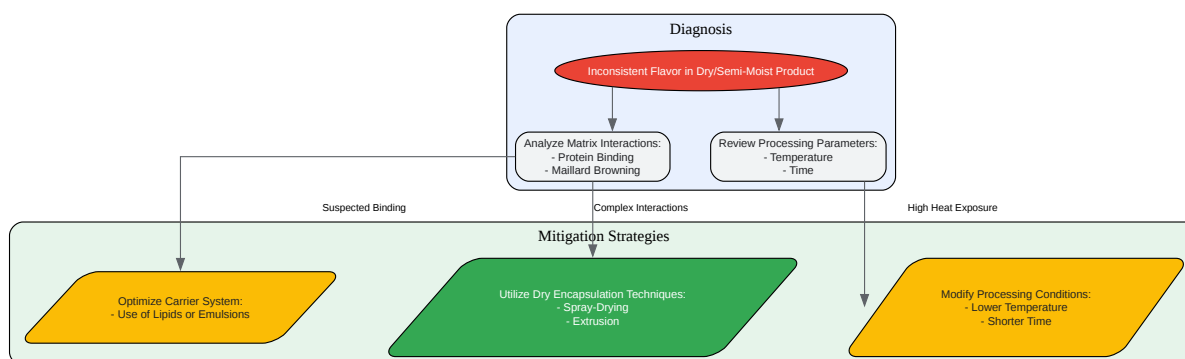 Diagnosis
Inconsistent Flavor in Dry/Semi-Moist Product
Analyze Matrix Interactions:
- Protein Binding
- Maillard Browning
Review Processing Parameters:
- Temperature
- Time
Suspected Binding
Complex Interactions
High Heat Exposure
Mitigation Strategies
Optimize Carrier System:
- Use of Lipids or Emulsions
Utilize Dry Encapsulation Techniques:
- Spray-Drying
- Extrusion
Modify Processing Conditions:
- Lower Temperature
- Shorter Time